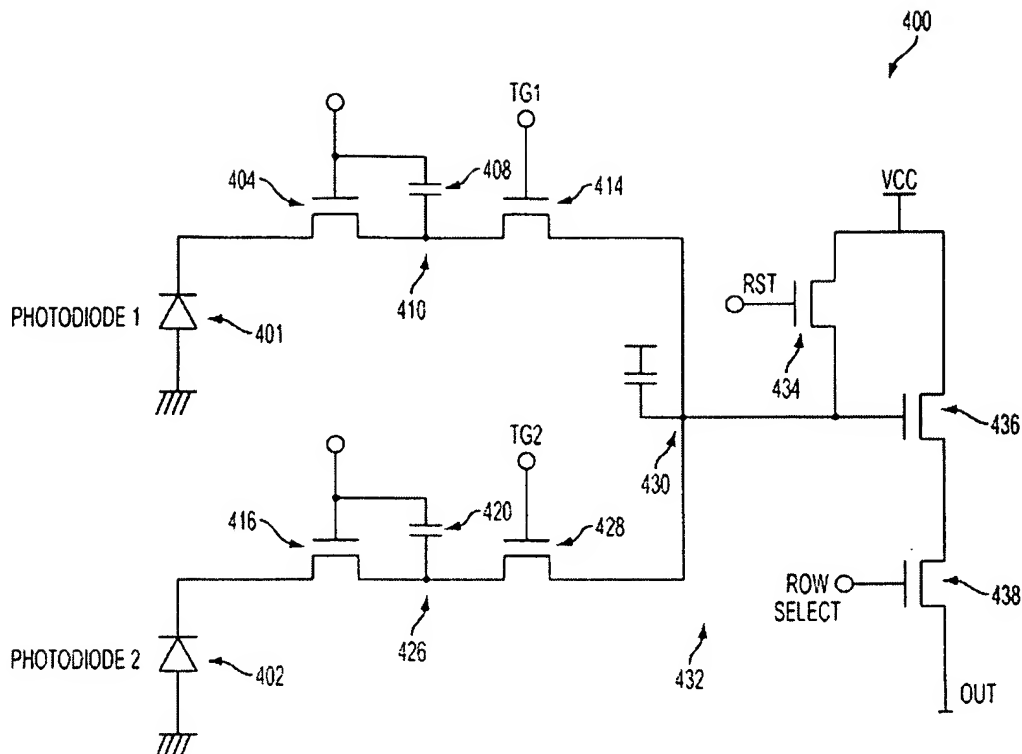 400
TG1
404
408
414
VCC
PHOTODIODE 1
401
410
RST
434
436
TG2
430
416
420
428
ROW
SELECT
438
PHOTODIODE 2
402
426
432
OUT